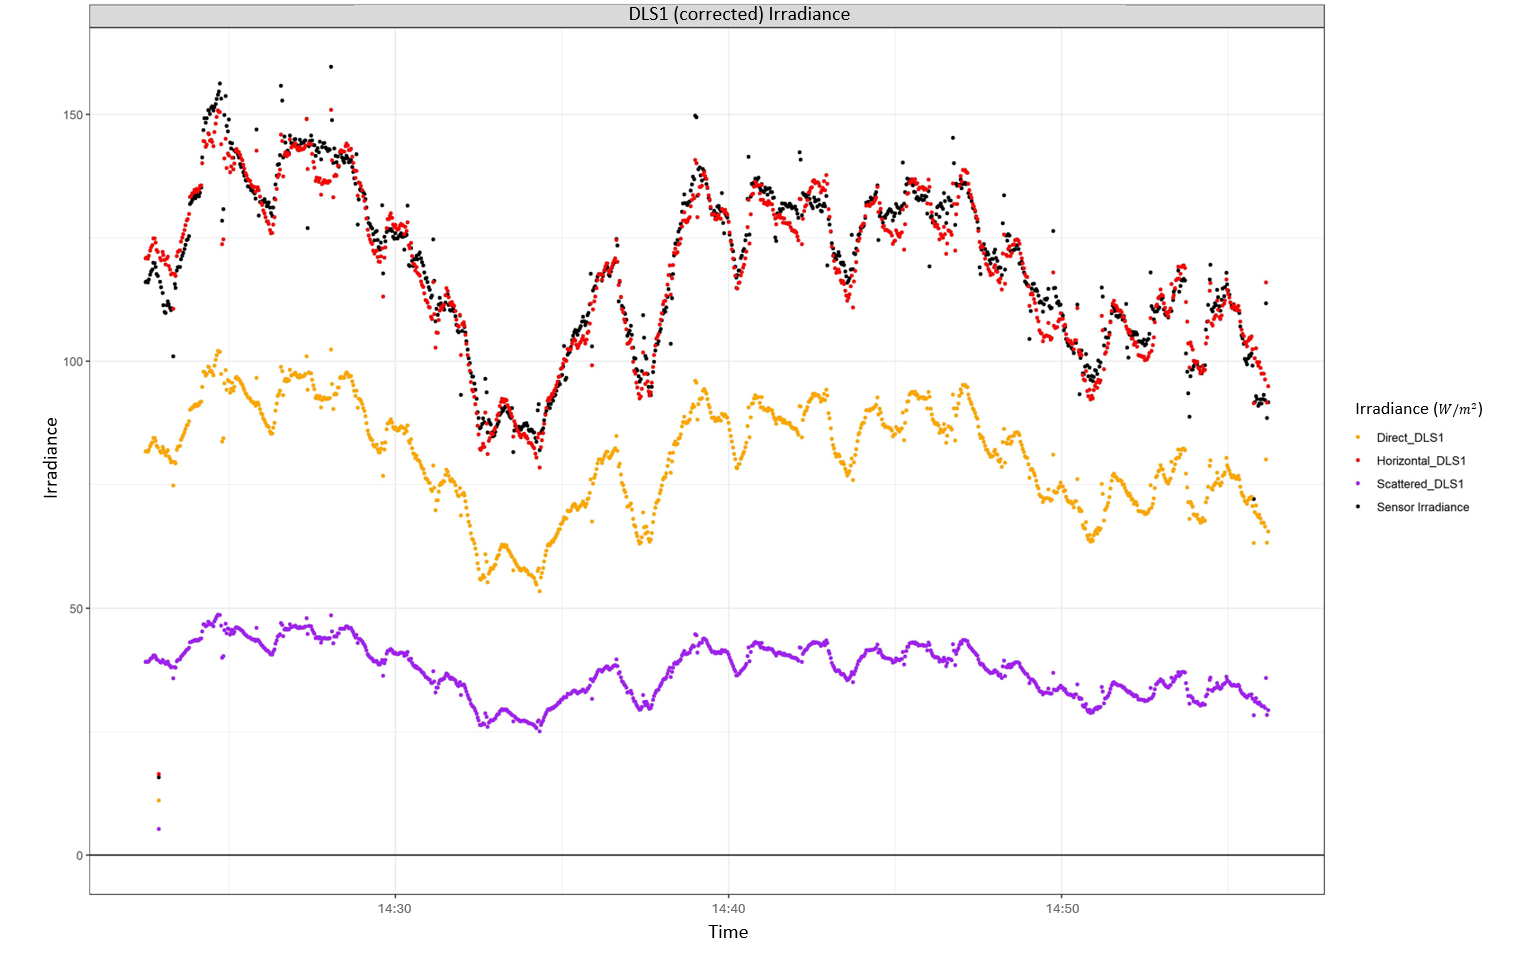 DLS1 (corrected) Irradiance
150
100
50
0
Irradiance
14:30
14:40
14:50
Time
Irradiance (W/m²)
Direct_DLS1
Horizontal_DLS1
Scattered_DLS1
Sensor Irradiance